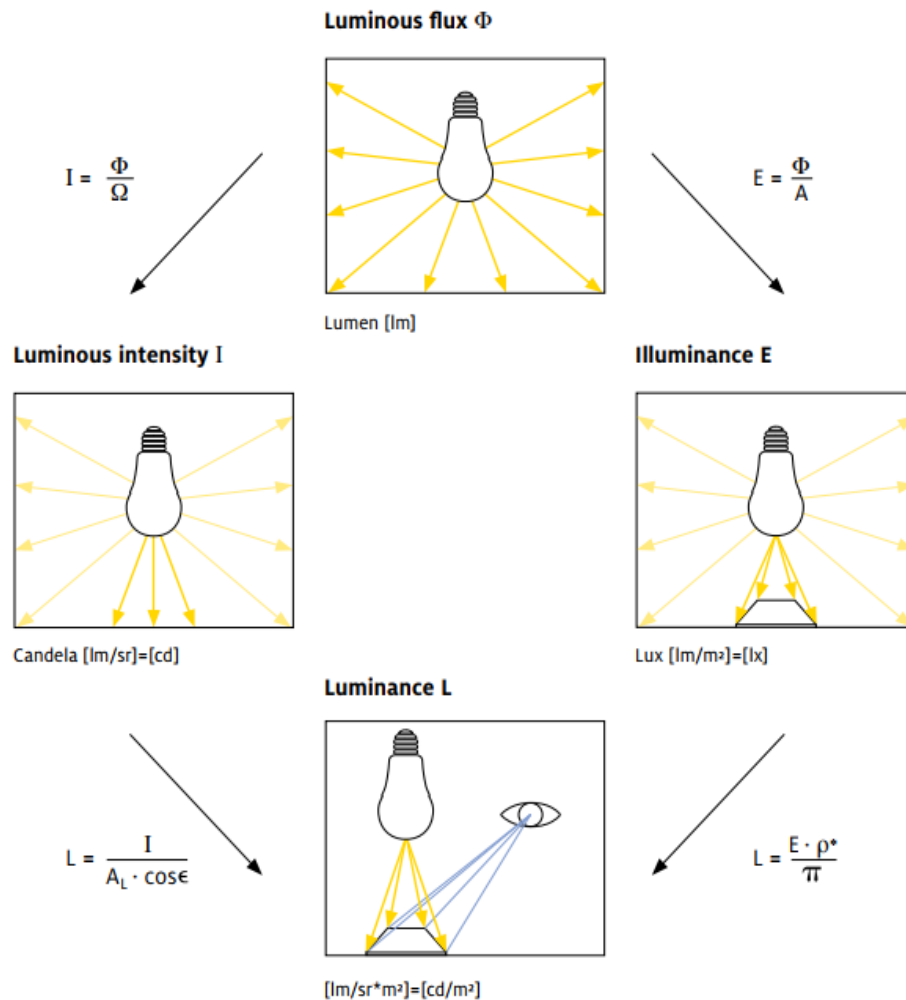 Luminous flux Φ
I = Φ/Ω
E = Φ/A
Lumen [lm]
Luminous intensity I
Illuminance E
Candela [lm/sr]=[cd]
Lux [lm/m²]=[lx]
Luminance L
L = I/(A_L · cosϵ)
L = E · ρ*/π
[lm/sr*m²]=[cd/m²]